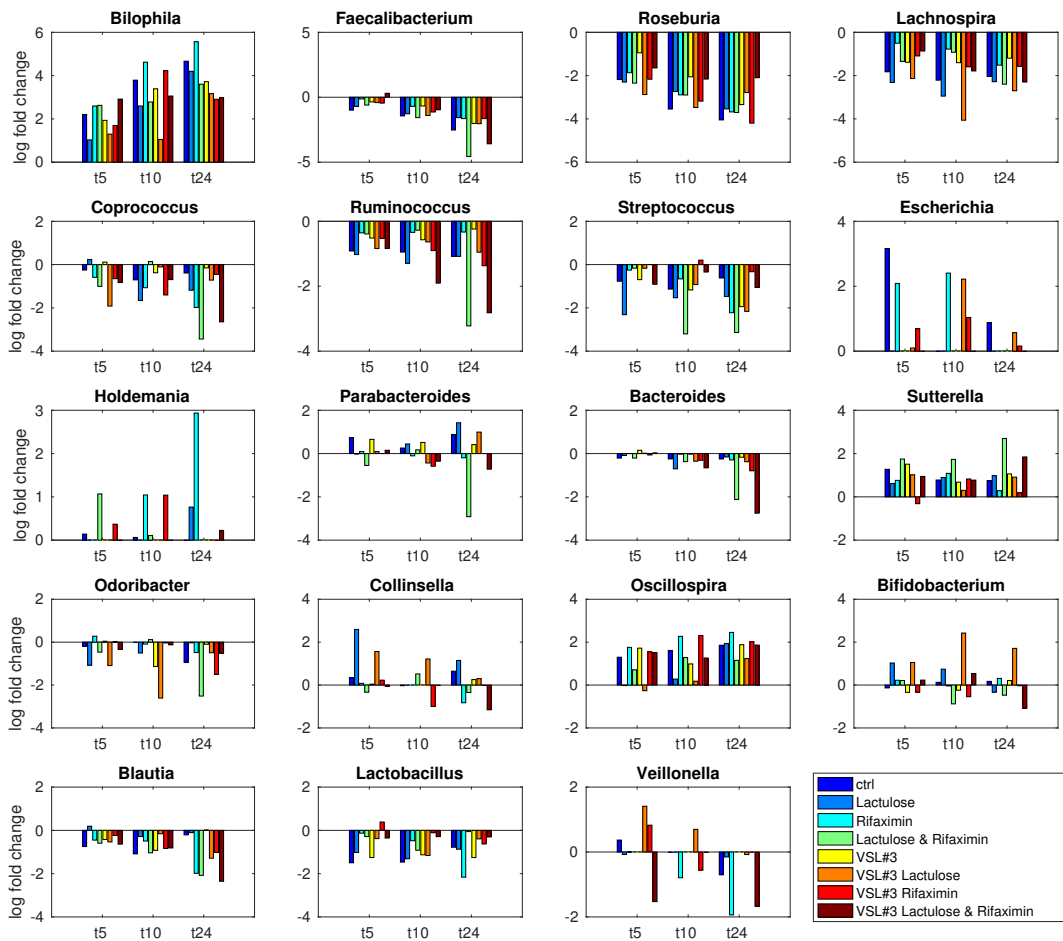 Bilophila
Faecalibacterium
Roseburia
Lachnospira
log fold change
6
4
2
0
t5 t10 t24
5
0
-5
t5 t10 t24
0
-2
-4
-6
t5 t10 t24
0
-2
-4
-6
t5 t10 t24
Coprococcus
Ruminococcus
Streptococcus
Escherichia
log fold change
2
0
-2
-4
t5 t10 t24
0
-1
-2
-3
t5 t10 t24
2
0
-2
-4
t5 t10 t24
4
2
0
t5 t10 t24
Holdemania
Parabacteroides
Bacteroides
Sutterella
log fold change
3
2
1
0
t5 t10 t24
2
0
-2
-4
t5 t10 t24
2
0
-2
-4
t5 t10 t24
4
2
0
-2
t5 t10 t24
Odoribacter
Collinsella
Oscillospira
Bifidobacterium
log fold change
2
0
-2
-4
t5 t10 t24
4
2
0
-2
t5 t10 t24
4
2
0
-2
t5 t10 t24
4
2
0
-2
t5 t10 t24
Blautia
Lactobacillus
Veillonella
log fold change
2
0
-2
-4
t5 t10 t24
2
0
-2
-4
t5 t10 t24
2
0
-2
t5 t10 t24
ctrl
Lactulose
Rifaximin
Lactulose & Rifaximin
VSL#3
VSL#3 Lactulose
VSL#3 Rifaximin
VSL#3 Lactulose & Rifaximin